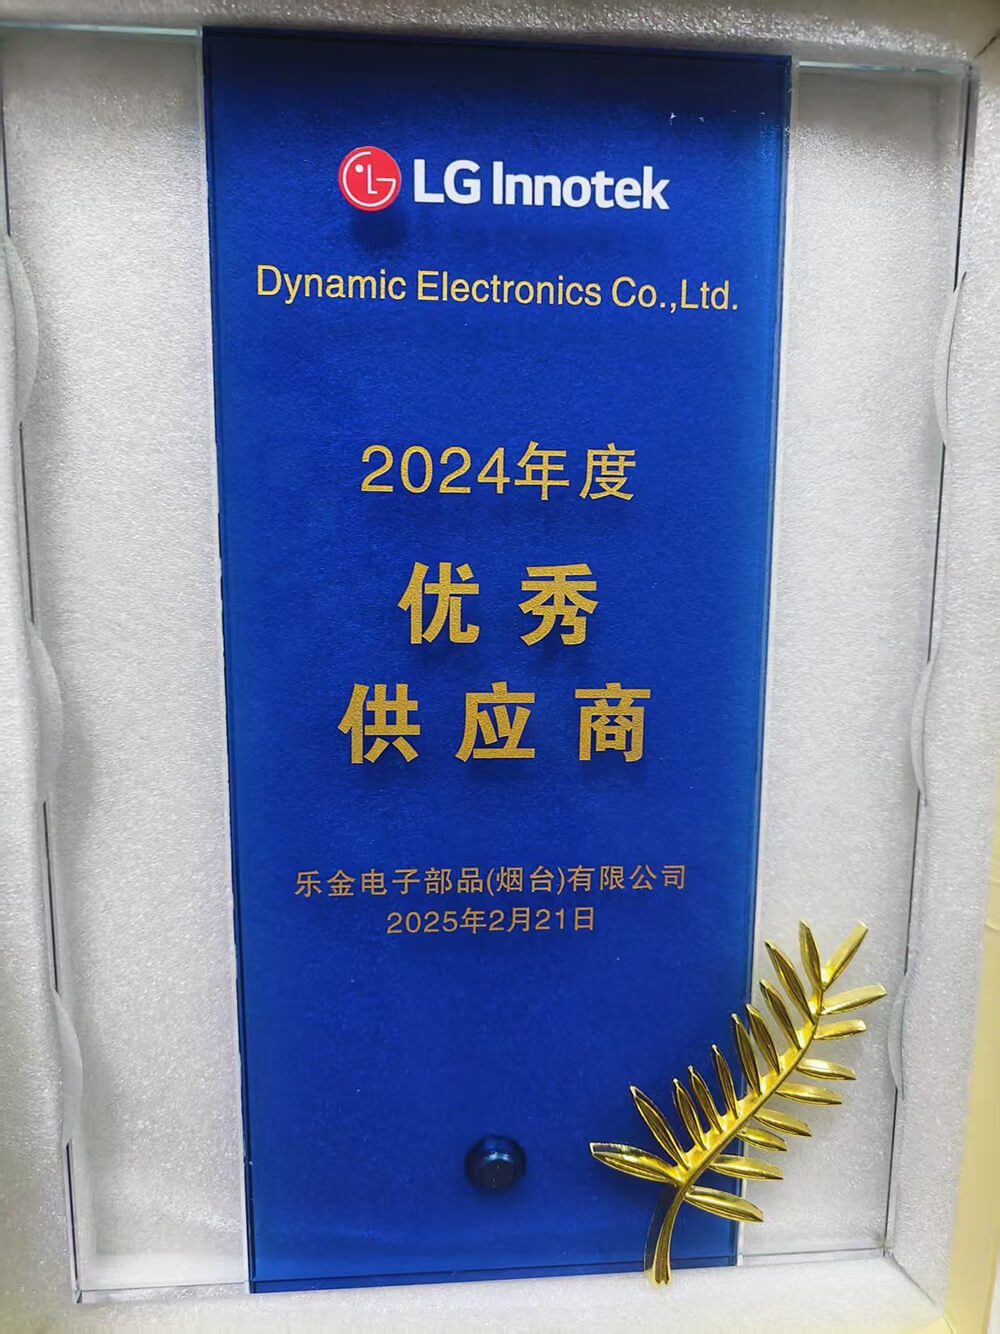 LG Innotek
Dynamic Electronics Co.,Ltd.
2024年度
优秀
供应商
乐金电子部品(烟台)有限公司
2025年2月21日